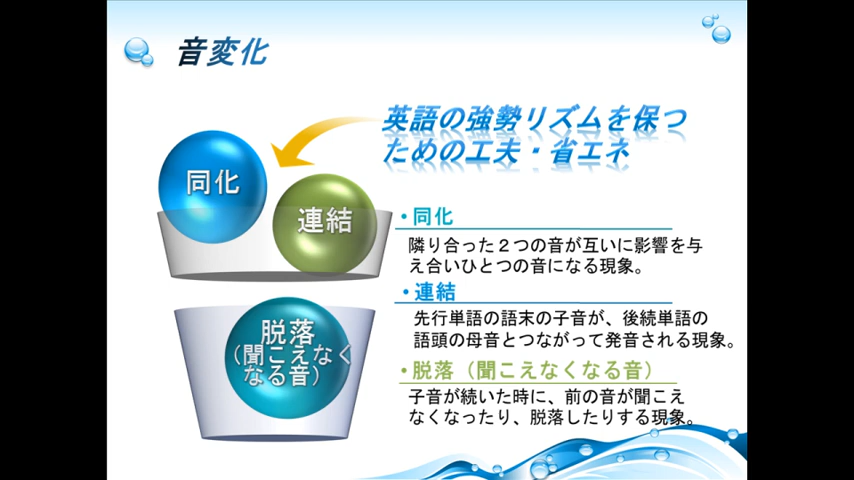 音変化
英語の強勢リズムを保つ
ための工夫・省エネ
同化
連結
脱落
（聞こえなく
なる音）
・同化
隣り合った２つの音が互いに影響を与
え合いひとつの音になる現象。
・連結
先行単語の語末の子音が、後続単語の
語頭の母音とつながって発音される現象。
・脱落（聞こえなくなる音）
子音が続いた時に、前の音が聞こえ
なくなったり、脱落したりする現象。